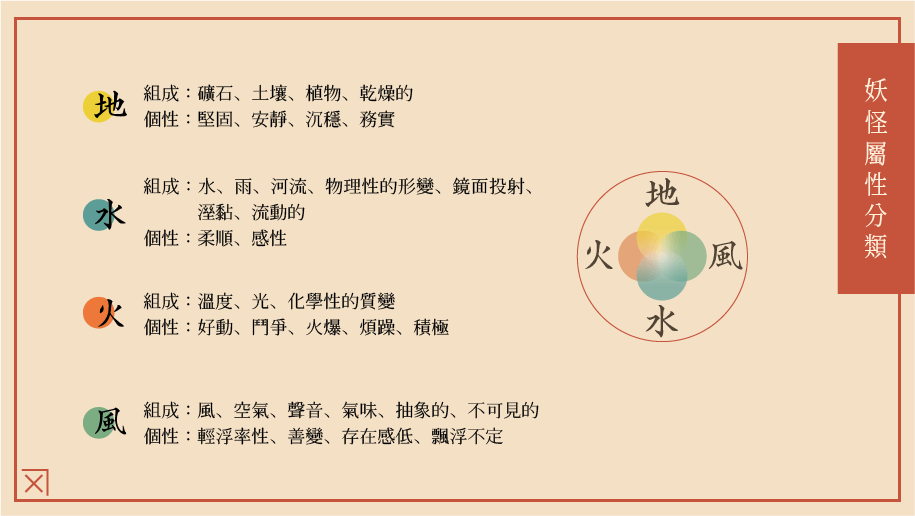 妖怪屬性分類
地
組成：礦石、土壤、植物、乾燥的
個性：堅固、安靜、沉穩、務實
水
組成：水、雨、河流、物理性的形變、鏡面投射、
溼黏、流動的
個性：柔順、感性
火
組成：溫度、光、化學性的質變
個性：好動、鬥爭、火爆、煩躁、積極
風
組成：風、空氣、聲音、氣味、抽象的、不可見的
個性：輕浮率性、善變、存在感低、飄浮不定
地
火
風
水